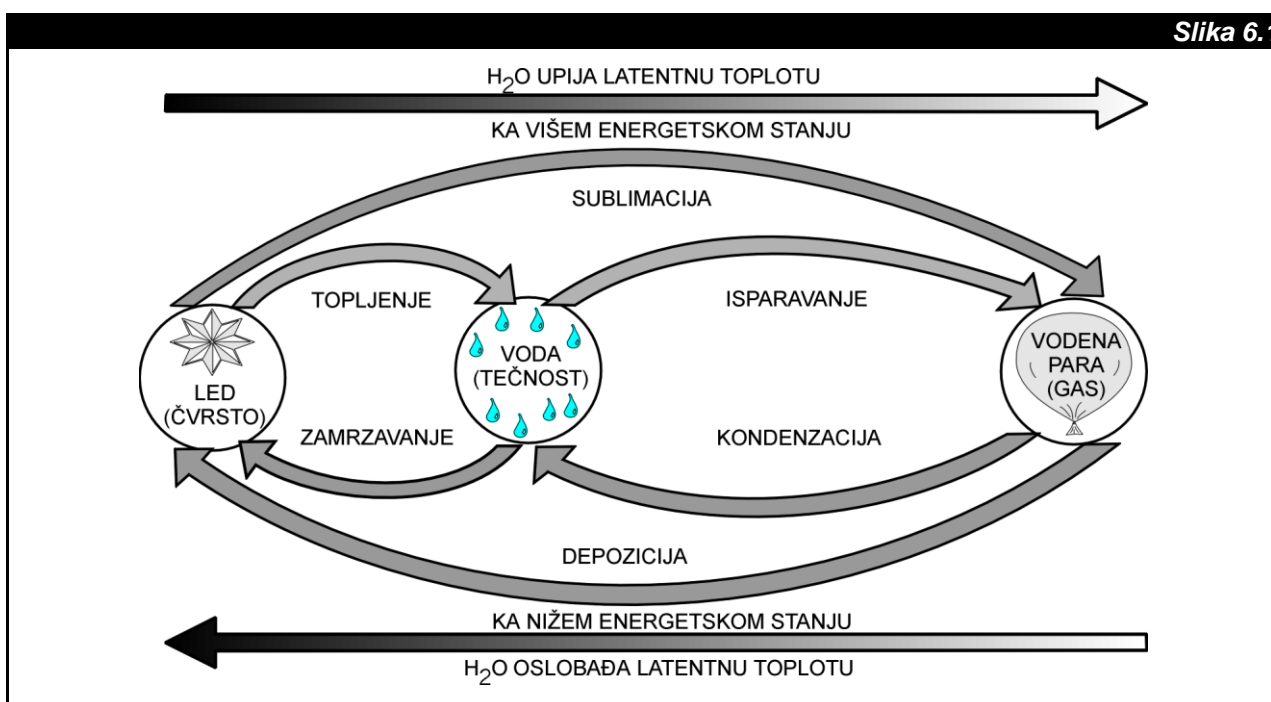 Slika 6.1
H2O UPIJA LATENTNU TOPLOTU
KA VIŠEM ENERGETSKOM STANJU
SUBLIMACIJA
TOPLJENJE
ISPARAVANJE
LED
(ČVRSTO)
VODA
(TEČNOST)
VODENA
PARA
(GAS)
ZAMRZAVANJE
KONDENZACIJA
DEPOZICIJA
KA NIŽEM ENERGETSKOM STANJU
H2O OSLOBAĐA LATENTNU TOPLOTU